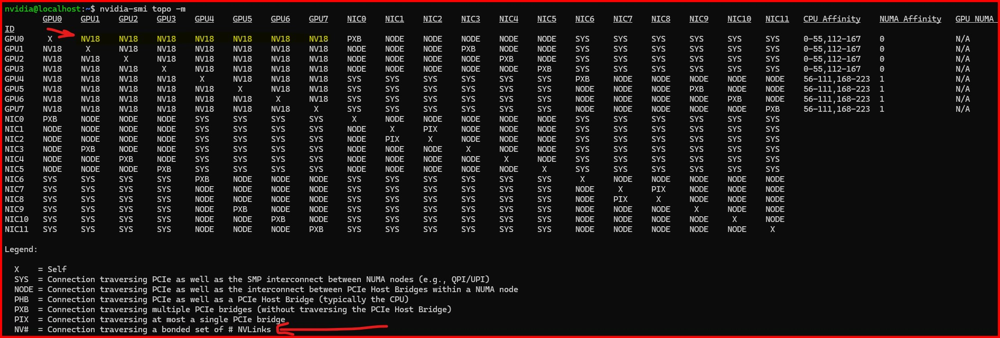 nvidia@localhost:~$ nvidia-smi topo -m
GPU0 GPU1 GPU2 GPU3 GPU4 GPU5 GPU6 GPU7 NIC0 NIC1 NIC2 NIC3 NIC4 NIC5 NIC6 NIC7 NIC8 NIC9 NIC10 NIC11 CPU Affinity NUMA Affinity GPU NUMA
ID
GPU0 X NV18 NV18 NV18 NV18 NV18 NV18 NV18 PXB NODE NODE NODE NODE NODE SYS SYS SYS SYS SYS SYS 0-55,112-167 0 N/A
GPU1 NV18 X NV18 NV18 NV18 NV18 NV18 NV18 NODE NODE NODE PXB NODE NODE SYS SYS SYS SYS SYS SYS 0-55,112-167 0 N/A
GPU2 NV18 NV18 X NV18 NV18 NV18 NV18 NV18 NODE NODE NODE NODE PXB NODE SYS SYS SYS SYS SYS SYS 0-55,112-167 0 N/A
GPU3 NV18 NV18 NV18 X NV18 NV18 NV18 NV18 NODE NODE NODE NODE NODE PXB SYS SYS SYS SYS SYS SYS 0-55,112-167 0 N/A
GPU4 NV18 NV18 NV18 NV18 X NV18 NV18 NV18 SYS SYS SYS SYS SYS SYS PXB NODE NODE NODE NODE NODE 56-111,168-223 1 N/A
GPU5 NV18 NV18 NV18 NV18 NV18 X NV18 NV18 SYS SYS SYS SYS SYS SYS NODE NODE NODE PXB NODE NODE 56-111,168-223 1 N/A
GPU6 NV18 NV18 NV18 NV18 NV18 NV18 X NV18 SYS SYS SYS SYS SYS SYS NODE NODE NODE NODE PXB NODE 56-111,168-223 1 N/A
GPU7 NV18 NV18 NV18 NV18 NV18 NV18 NV18 X SYS SYS SYS SYS SYS SYS NODE NODE NODE NODE NODE PXB 56-111,168-223 1 N/A
NIC0 PXB NODE NODE NODE SYS SYS SYS SYS X NODE NODE NODE NODE NODE SYS SYS SYS SYS SYS SYS
NIC1 NODE NODE NODE NODE SYS SYS SYS SYS NODE X PIX NODE NODE NODE SYS SYS SYS SYS SYS SYS
NIC2 NODE NODE NODE NODE SYS SYS SYS SYS NODE PIX X NODE NODE NODE SYS SYS SYS SYS SYS SYS
NIC3 NODE PXB NODE NODE SYS SYS SYS SYS NODE NODE NODE X NODE NODE SYS SYS SYS SYS SYS SYS
NIC4 NODE NODE PXB NODE SYS SYS SYS SYS NODE NODE NODE NODE X NODE SYS SYS SYS SYS SYS SYS
NIC5 NODE NODE NODE PXB SYS SYS SYS SYS NODE NODE NODE NODE NODE X SYS SYS SYS SYS SYS SYS
NIC6 SYS SYS SYS SYS PXB NODE NODE NODE SYS SYS SYS SYS SYS SYS X NODE NODE NODE NODE NODE
NIC7 SYS SYS SYS SYS NODE NODE NODE NODE SYS SYS SYS SYS SYS SYS NODE X PIX NODE NODE NODE
NIC8 SYS SYS SYS SYS NODE NODE NODE NODE SYS SYS SYS SYS SYS SYS NODE PIX X NODE NODE NODE
NIC9 SYS SYS SYS SYS NODE PXB NODE NODE SYS SYS SYS SYS SYS SYS NODE NODE NODE X NODE NODE
NIC10 SYS SYS SYS SYS NODE NODE PXB NODE SYS SYS SYS SYS SYS SYS NODE NODE NODE NODE X NODE
NIC11 SYS SYS SYS SYS NODE NODE NODE PXB SYS SYS SYS SYS SYS SYS NODE NODE NODE NODE NODE X
Legend:
X = Self
SYS = Connection traversing PCIe as well as the SMP interconnect between NUMA nodes (e.g., QPI/UPI)
NODE = Connection traversing PCIe as well as the interconnect between PCIe Host Bridges within a NUMA node
PHB = Connection traversing PCIe as well as a PCIe Host Bridge (typically the CPU)
PXB = Connection traversing multiple PCIe bridges (without traversing the PCIe Host Bridge)
PIX = Connection traversing at most a single PCIe bridge
NV# = Connection traversing a bonded set of # NVLinks